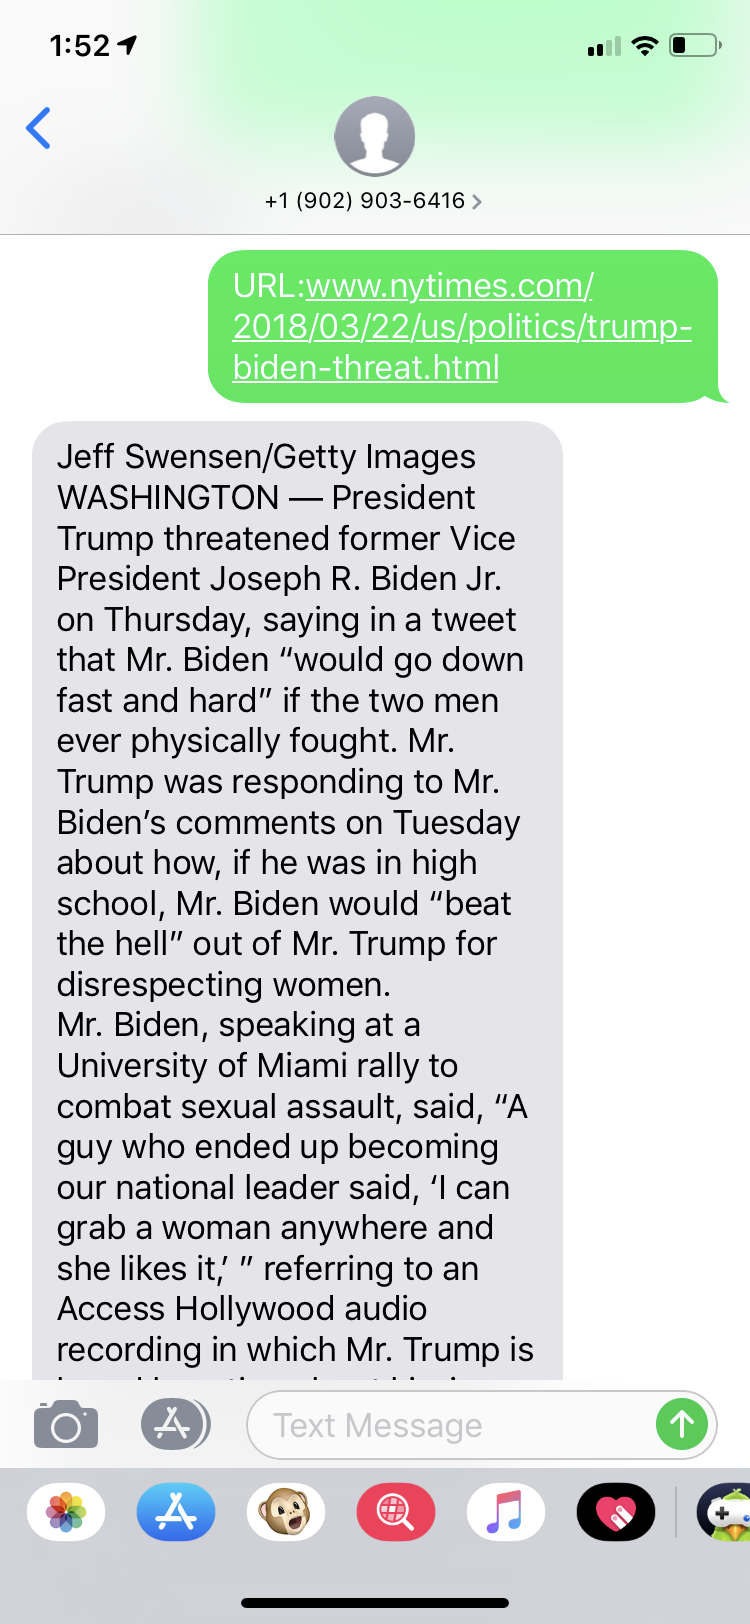 1:52
+1 (902) 903-6416
URL:www.nytimes.com/
2018/03/22/us/politics/trump-
biden-threat.html
Jeff Swensen/Getty Images
WASHINGTON — President
Trump threatened former Vice
President Joseph R. Biden Jr.
on Thursday, saying in a tweet
that Mr. Biden “would go down
fast and hard” if the two men
ever physically fought. Mr.
Trump was responding to Mr.
Biden’s comments on Tuesday
about how, if he was in high
school, Mr. Biden would “beat
the hell” out of Mr. Trump for
disrespecting women.
Mr. Biden, speaking at a
University of Miami rally to
combat sexual assault, said, “A
guy who ended up becoming
our national leader said, ‘I can
grab a woman anywhere and
she likes it,’ ” referring to an
Access Hollywood audio
recording in which Mr. Trump is
Text Message